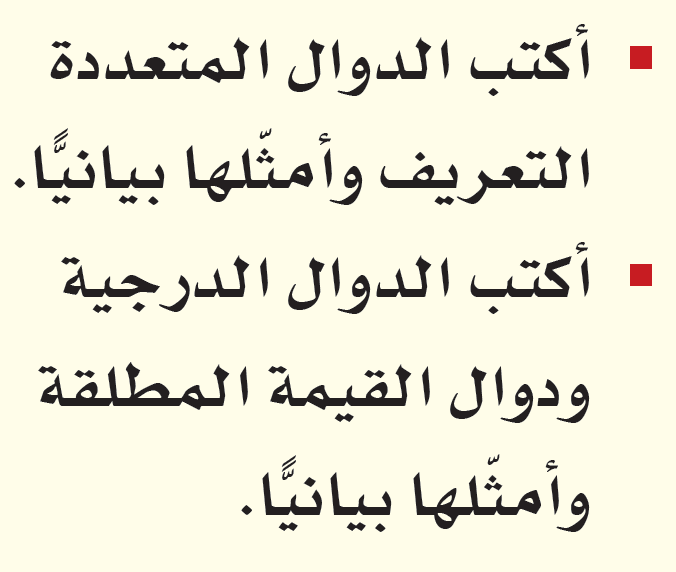 ▪ أكتب الدوال المتعددة
التعريف وأمثّلها بيانيًّا.
▪ أكتب الدوال الدرجية
ودوال القيمة المطلقة
وأمثّلها بيانيًّا.